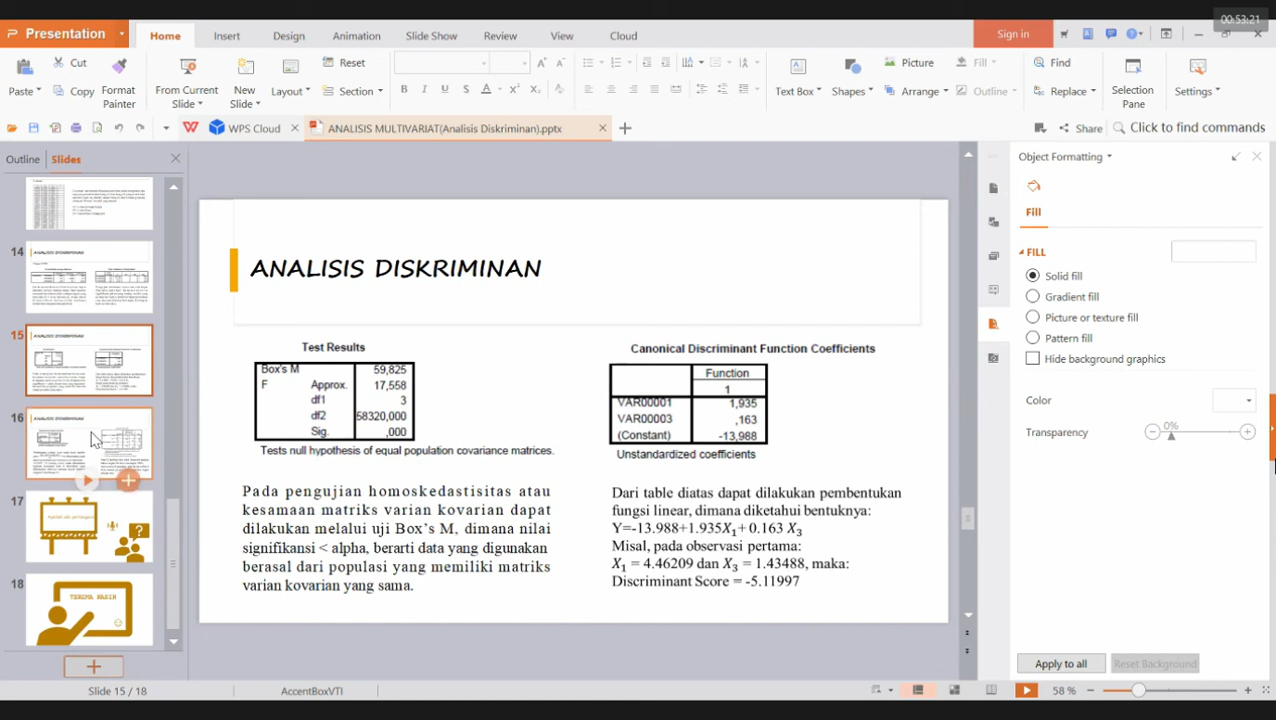 00:53:21
Presentation Home Insert Design Animation Slide Show Review View Cloud Sign in
Paste Cut Copy Format Painter From Current Slide New Slide Layout Reset Section
B I U S A X² X₂
Text Box Shapes Picture Arrange Fill Outline Find Replace Selection Pane Settings
WPS Cloud ANALISIS MULTIVARIAT(Analisis Diskriminan).pptx Share Click to find commands
Outline Slides
14 ANALISIS DISKRIMINAN
15 ANALISIS DISKRIMINAN
16 ANALISIS DISKRIMINAN
17
18 TERIMA KASIH
ANALISIS DISKRIMINAN
Test Results
Box's M 59,825
F Approx. 17,558
df1 3
df2 58320,000
Sig. ,000
Tests null hypothesis of equal population covariance matrices.
Pada pengujian homoskedastisitas atau
kesamaan matriks varian kovarian dapat
dilakukan melalui uji Box's M, dimana nilai
signifikansi < alpha, berarti data yang digunakan
berasal dari populasi yang memiliki matriks
varian kovarian yang sama.
Canonical Discriminant Function Coefficients
Function
1
VAR00001 1,935
VAR00003 ,163
(Constant) -13,988
Unstandardized coefficients
Dari table diatas dapat dilakukan pembentukan
fungsi linear, dimana diketahui bentuknya:
Y=-13.988+1.935X₁+ 0.163 X₃
Misal, pada observasi pertama:
X₁ = 4.46209 dan X₃ = 1.43488, maka:
Discriminant Score = -5.11997
Object Formatting
Fill
FILL
Solid fill
Gradient fill
Picture or texture fill
Pattern fill
Hide background graphics
Color
Transparency 0%
Apply to all Reset Background
Slide 15 / 18 AccentBoxVTI 58 %